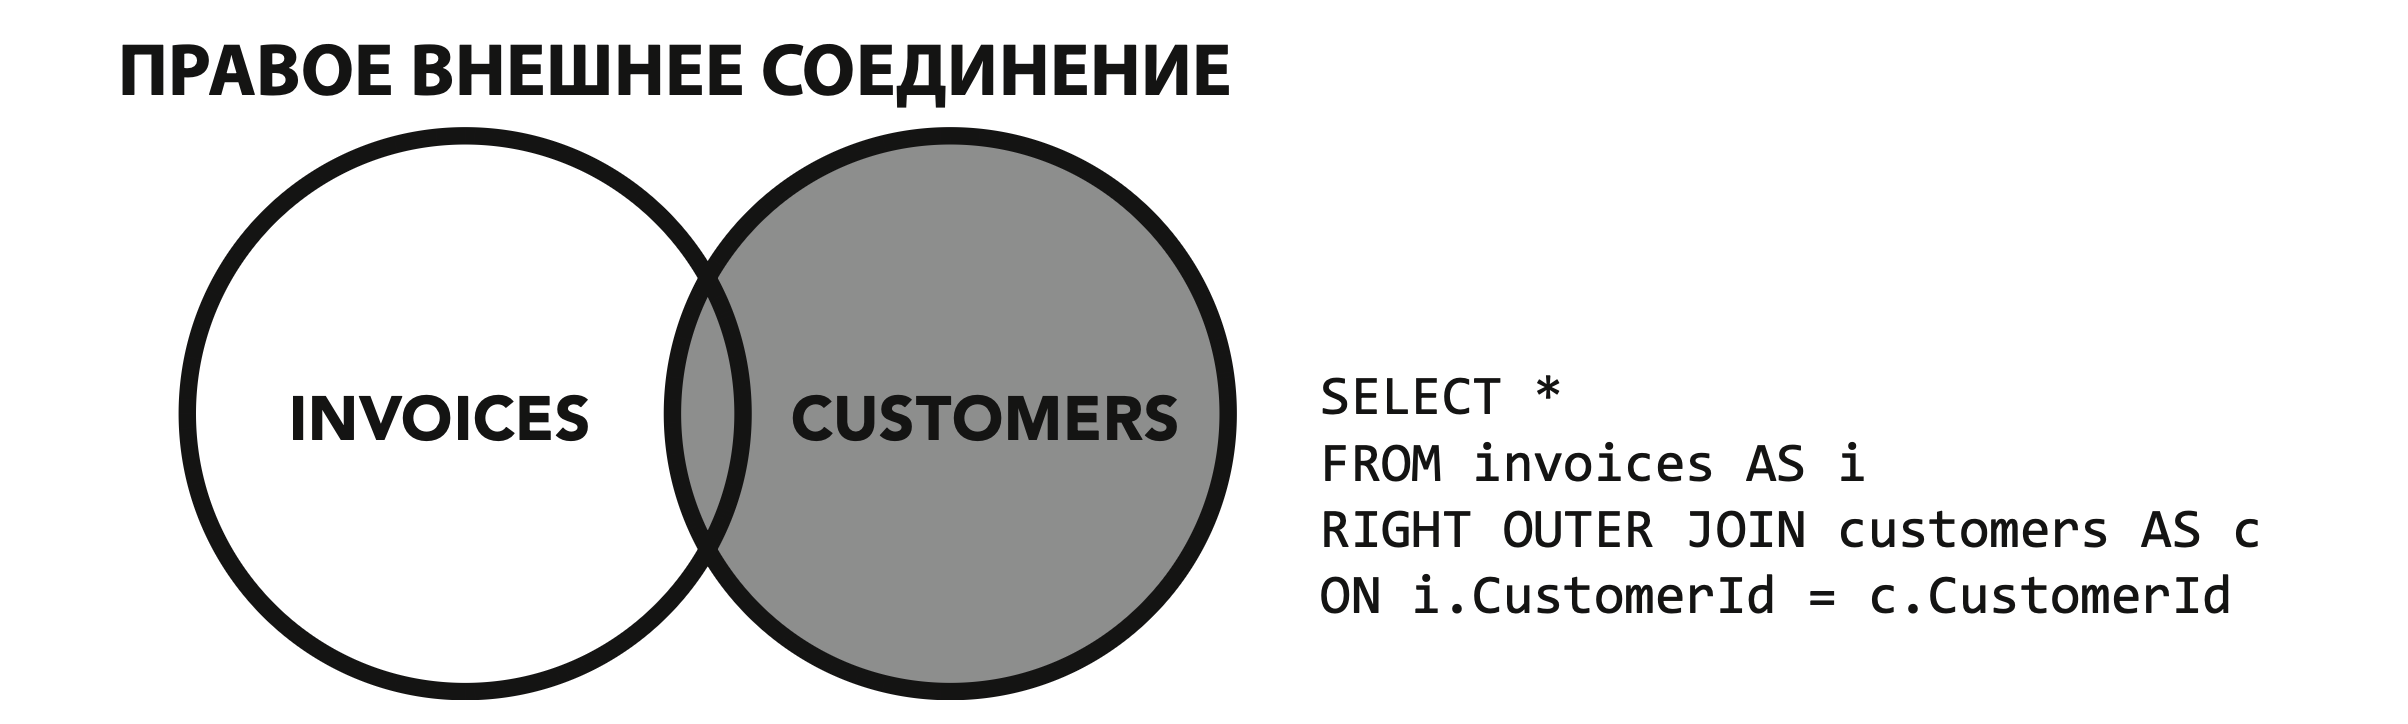 ПРАВОЕ ВНЕШНЕЕ СОЕДИНЕНИЕ
INVOICES
CUSTOMERS
SELECT *
FROM invoices AS i
RIGHT OUTER JOIN customers AS c
ON i.CustomerId = c.CustomerId